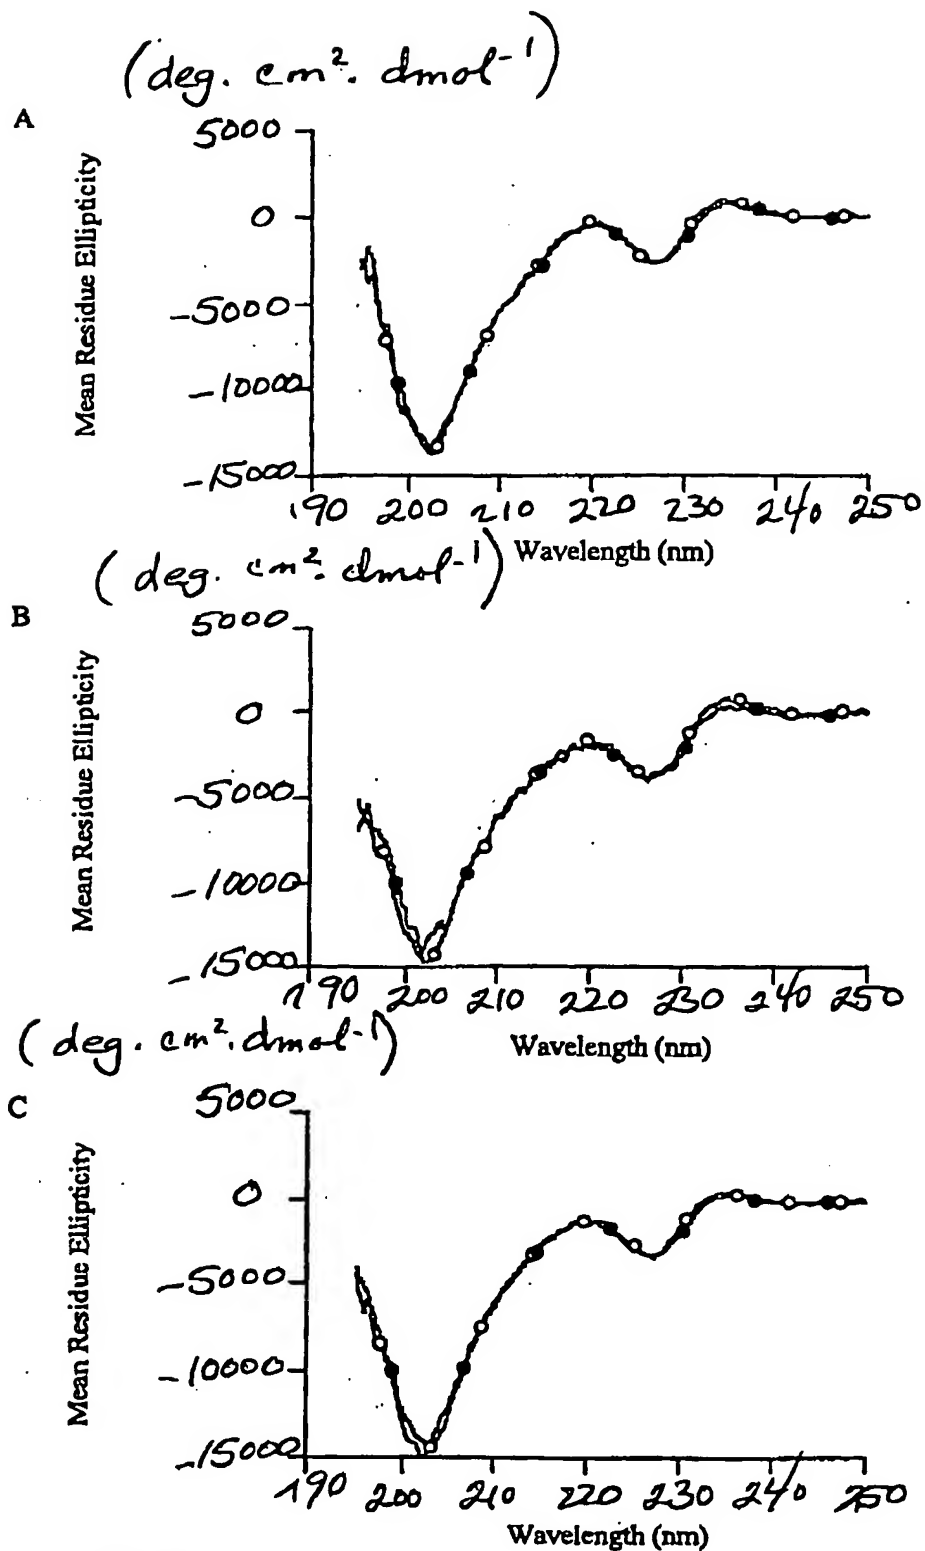 (deg. cm². dmol⁻¹)
A
Mean Residue Ellipticity
5000
0
-5000
-10000
-15000
190 200 210 220 230 240 250
Wavelength (nm)
(deg. cm². dmol⁻¹)
B
Mean Residue Ellipticity
5000
0
-5000
-10000
-15000
190 200 210 220 230 240 250
Wavelength (nm)
(deg. cm². dmol⁻¹)
C
Mean Residue Ellipticity
5000
0
-5000
-10000
-15000
190 200 210 220 230 240 250
Wavelength (nm)